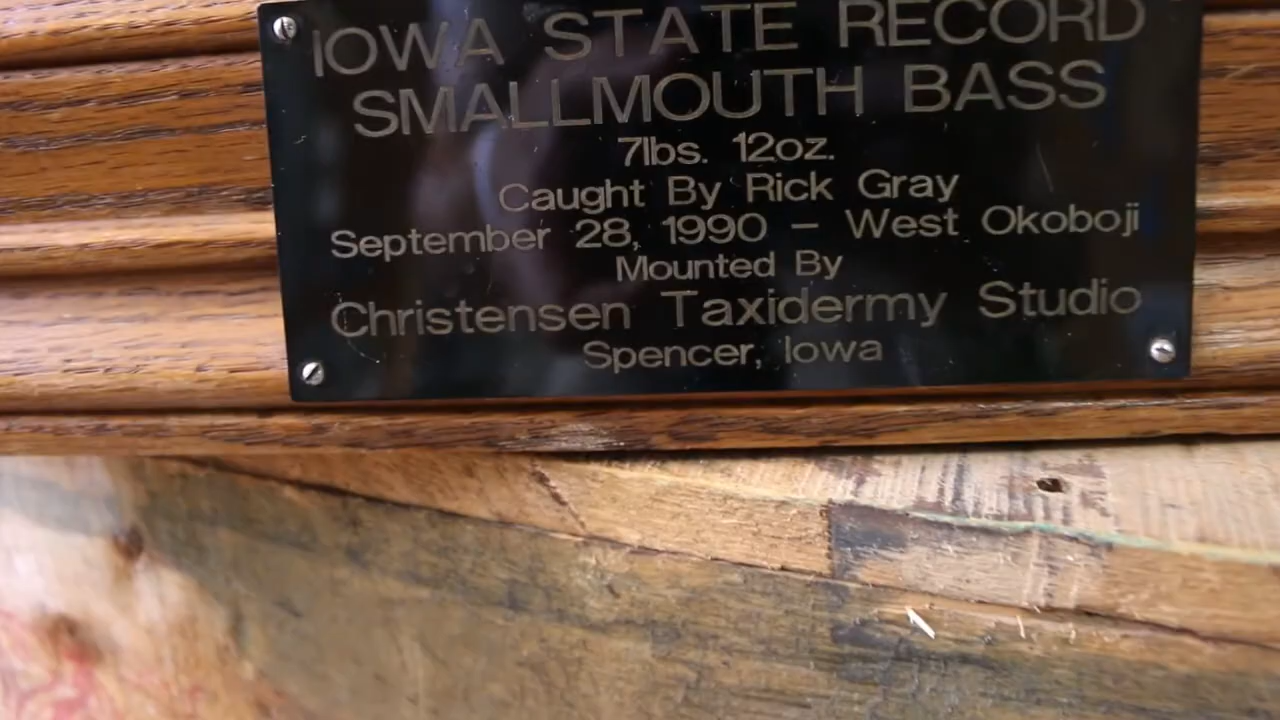 IOWA STATE RECORD
SMALLMOUTH BASS
7lbs. 12oz.
Caught By Rick Gray
September 28, 1990 – West Okoboji
Mounted By
Christensen Taxidermy Studio
Spencer, Iowa